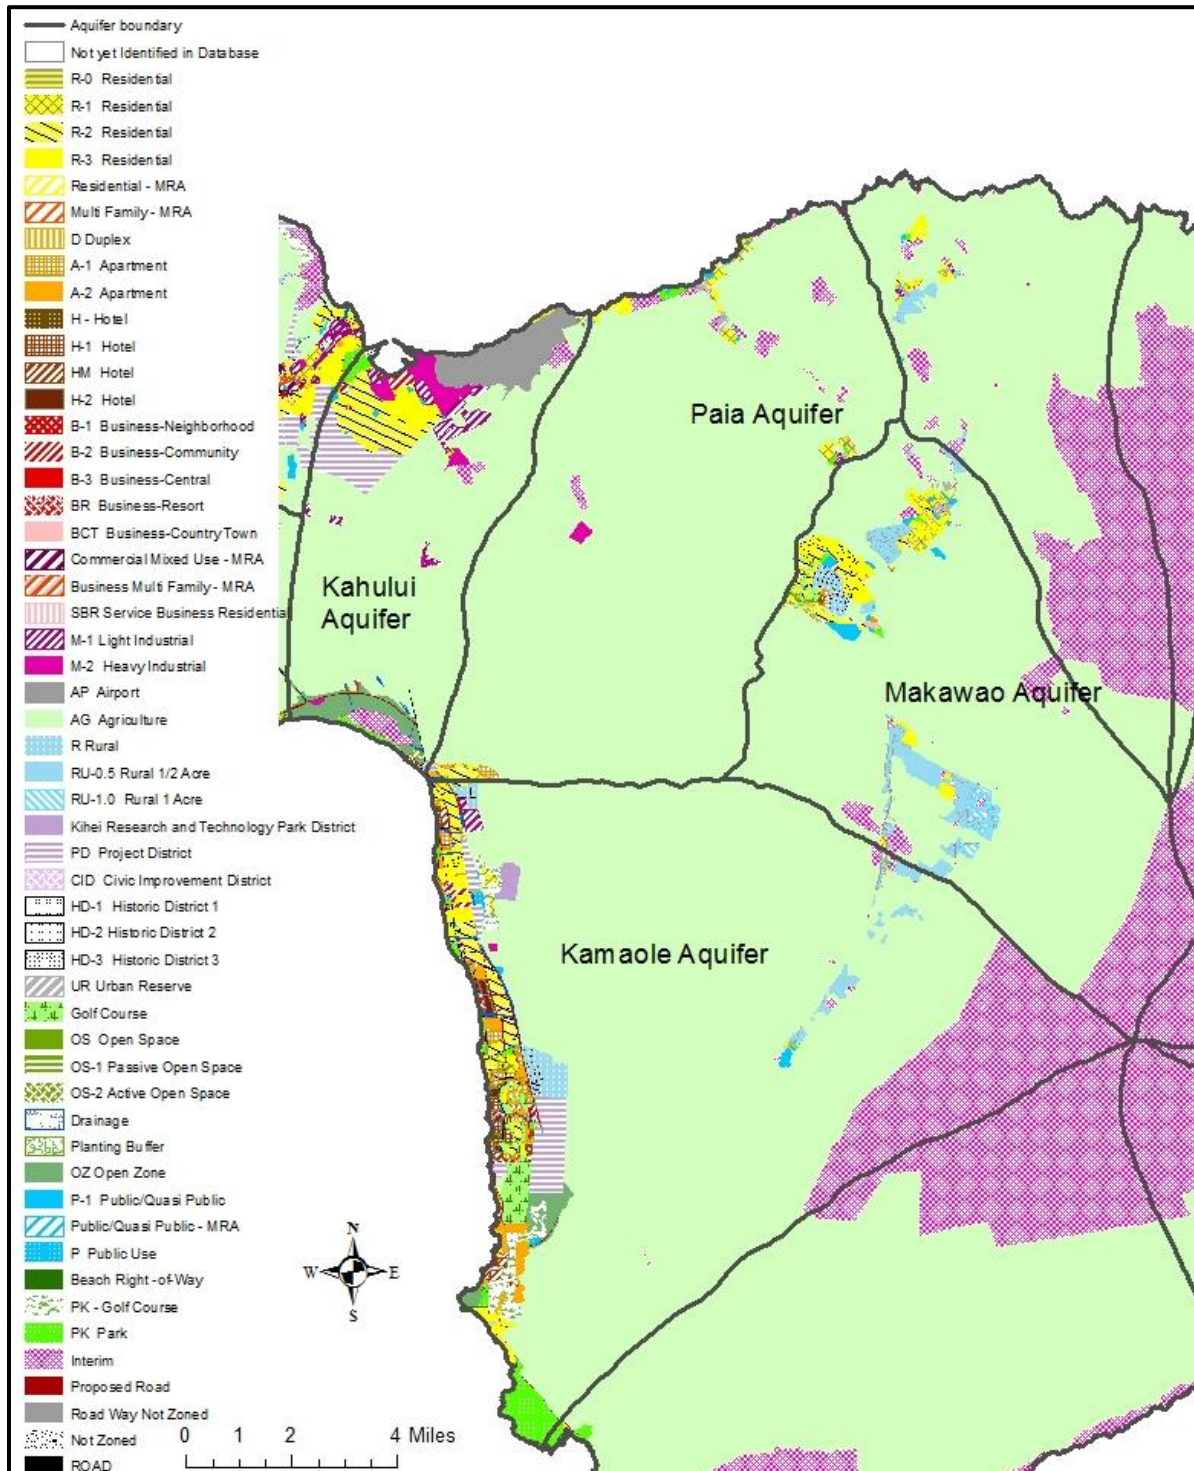 Aquifer boundary
Not yet Identified in Database
R-0 Residential
R-1 Residential
R-2 Residential
R-3 Residential
Residential - MRA
Multi Family - MRA
D Duplex
A-1 Apartment
A-2 Apartment
H - Hotel
H-1 Hotel
HM Hotel
H-2 Hotel
B-1 Business-Neighborhood
B-2 Business-Community
B-3 Business-Central
BR Business-Resort
BCT Business-Country Town
Commercial Mixed Use - MRA
Business Multi Family - MRA
SBR Service Business Residential
M-1 Light Industrial
M-2 Heavy Industrial
AP Airport
AG Agriculture
R Rural
RU-0.5 Rural 1/2 Acre
RU-1.0 Rural 1 Acre
Kihei Research and Technology Park District
PD Project District
CID Civic Improvement District
HD-1 Historic District 1
HD-2 Historic District 2
HD-3 Historic District 3
UR Urban Reserve
Golf Course
OS Open Space
OS-1 Passive Open Space
OS-2 Active Open Space
Drainage
Planting Buffer
OZ Open Zone
P-1 Public/Quasi Public
Public/Quasi Public - MRA
P Public Use
Beach Right-of-Way
PK - Golf Course
PK Park
Interim
Proposed Road
Road Way Not Zoned
Not Zoned
ROAD
Paia Aquifer
Kahului
Aquifer
Makawao Aquifer
Kamaole Aquifer
N
W E
S
0 1 2 4 Miles